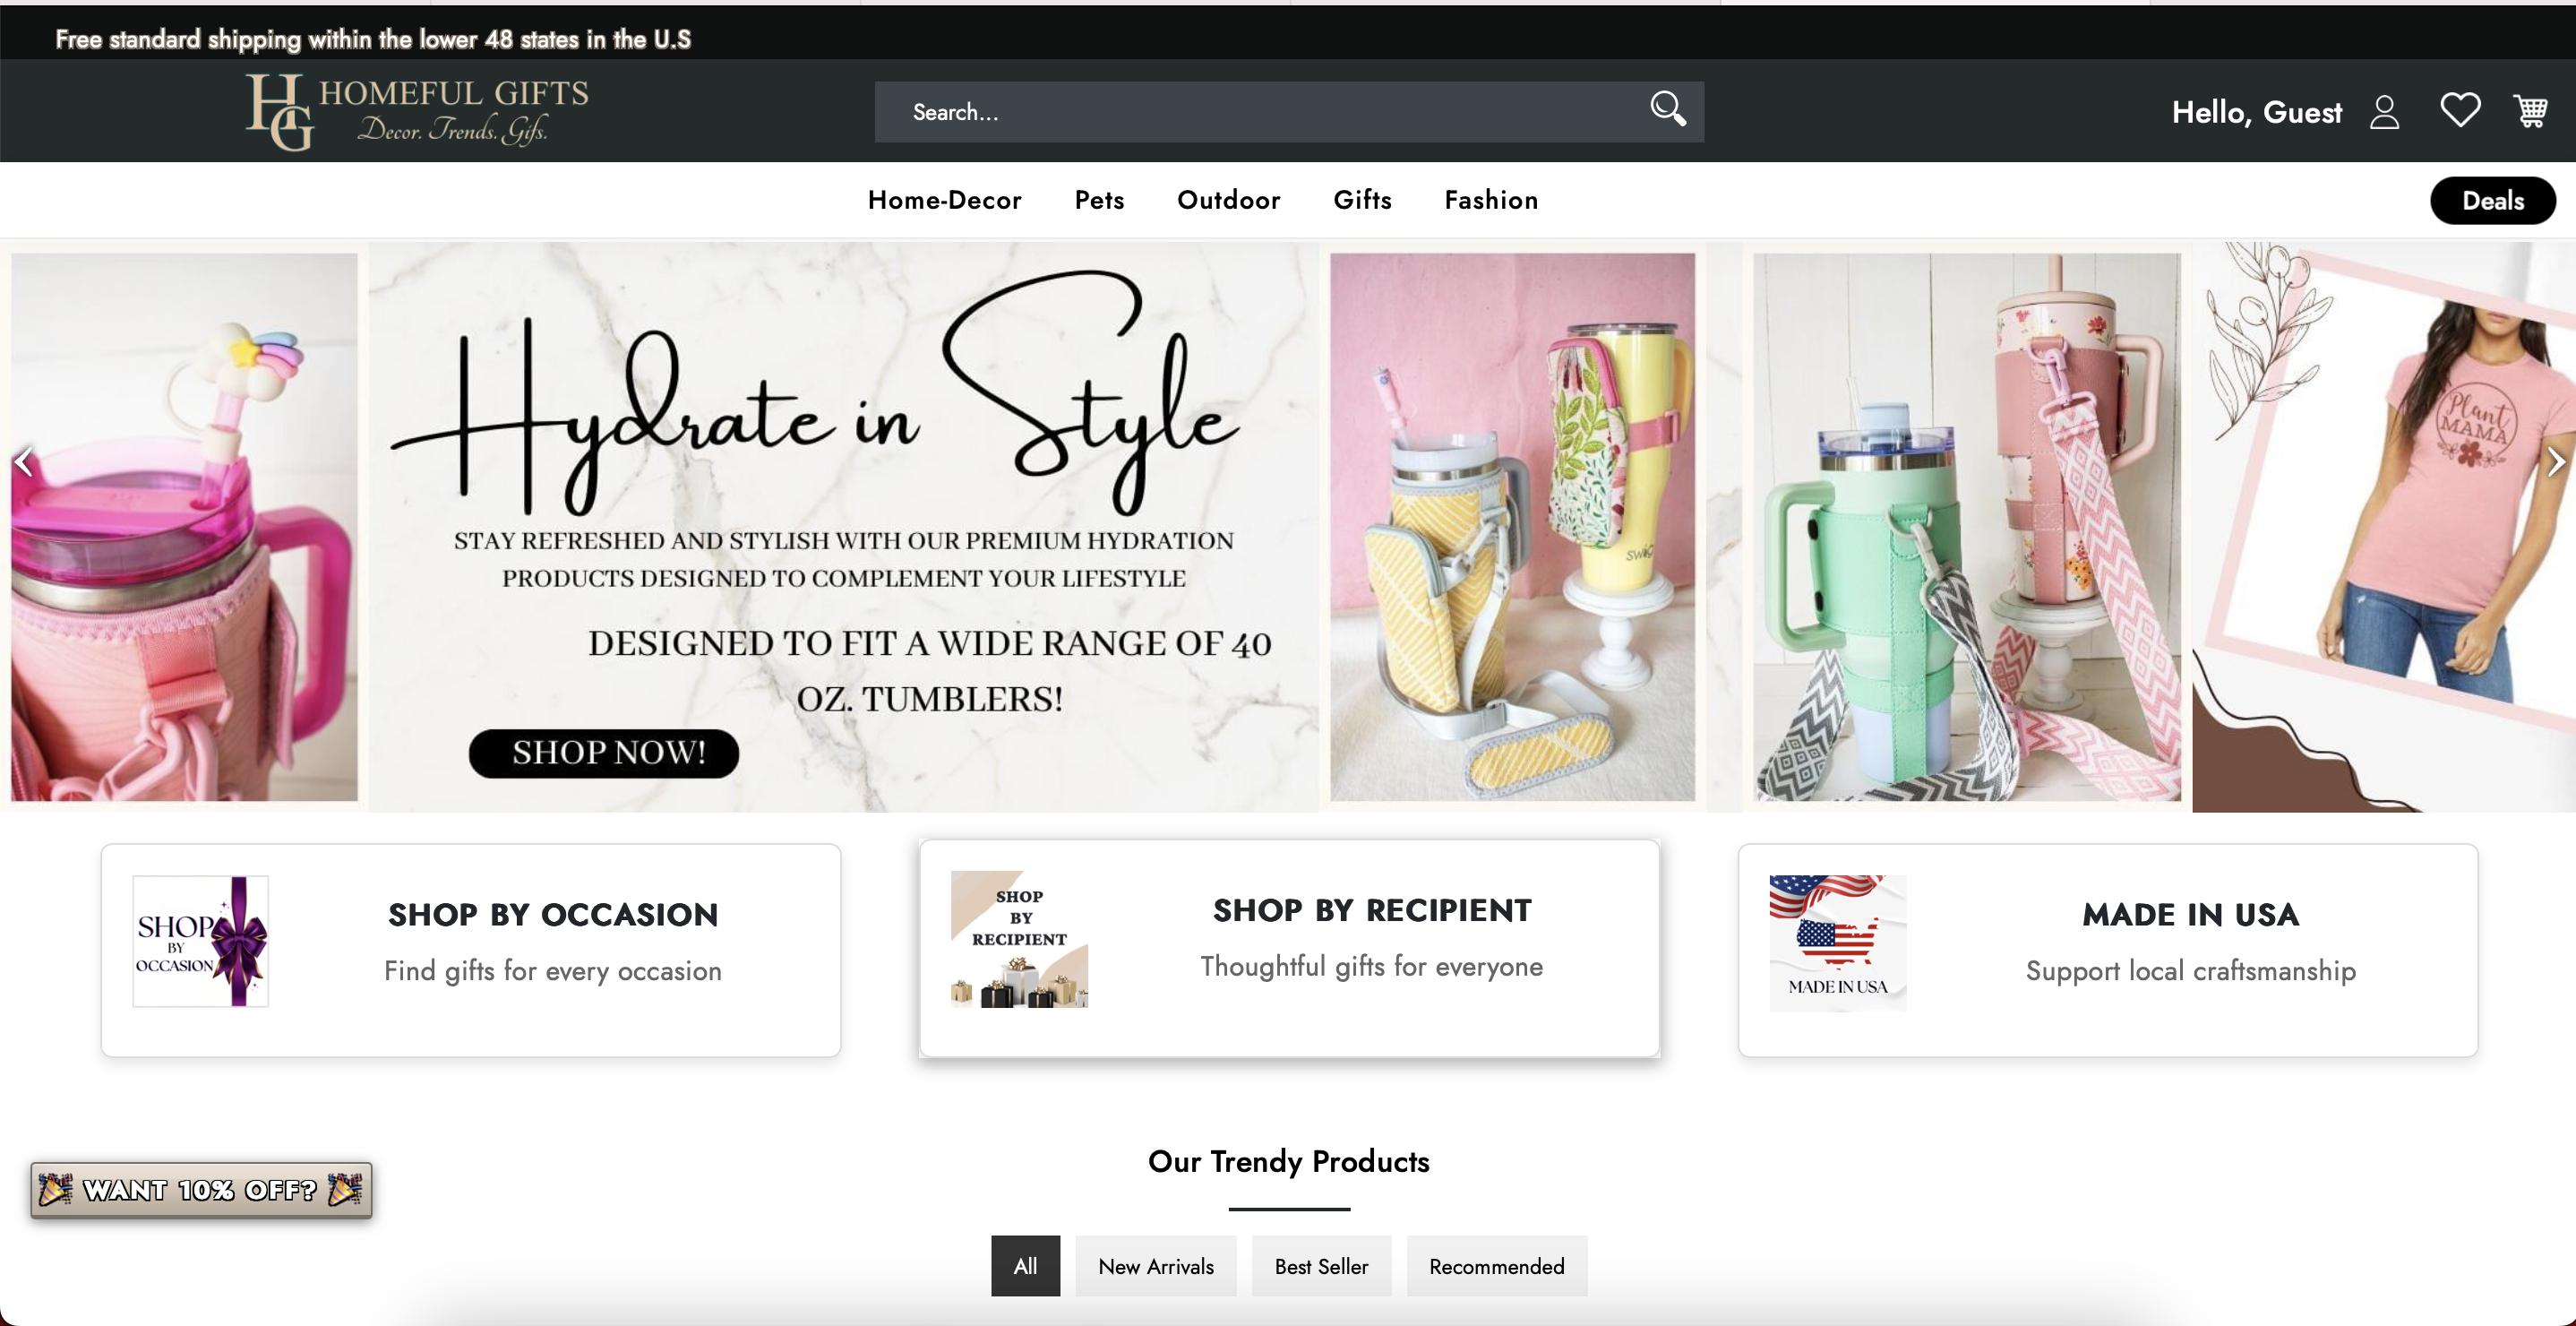 Free standard shipping within the lower 48 states in the U.S
HG HOMEFUL GIFTS
Decor. Trends. Gifs.
Search...
Hello, Guest
Home-Decor Pets Outdoor Gifts Fashion
Deals
Hydrate in Style
STAY REFRESHED AND STYLISH WITH OUR PREMIUM HYDRATION
PRODUCTS DESIGNED TO COMPLEMENT YOUR LIFESTYLE
DESIGNED TO FIT A WIDE RANGE OF 40
OZ. TUMBLERS!
SHOP NOW!
swig
Plant
MAMA
SHOP
BY
OCCASION
SHOP BY OCCASION
Find gifts for every occasion
SHOP
BY
RECIPIENT
SHOP BY RECIPIENT
Thoughtful gifts for everyone
MADE IN USA
MADE IN USA
Support local craftsmanship
Our Trendy Products
WANT 10% OFF?
All New Arrivals Best Seller Recommended